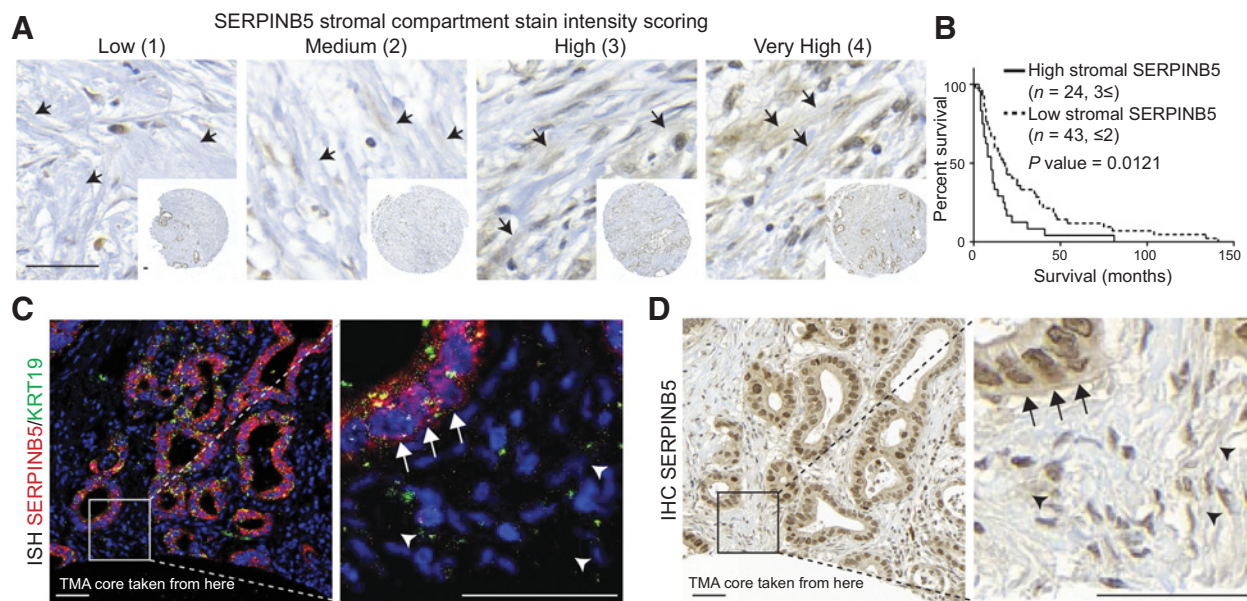 A
SERPINB5 stromal compartment stain intensity scoring
Low (1)
Medium (2)
High (3)
Very High (4)
B
Percent survival
100
50
0
0
50
100
150
Survival (months)
High stromal SERPINB5
(n = 24, 3≤)
Low stromal SERPINB5
(n = 43, ≤2)
P value = 0.0121
C
ISH SERPINB5/KRT19
TMA core taken from here
D
IHC SERPINB5
TMA core taken from here